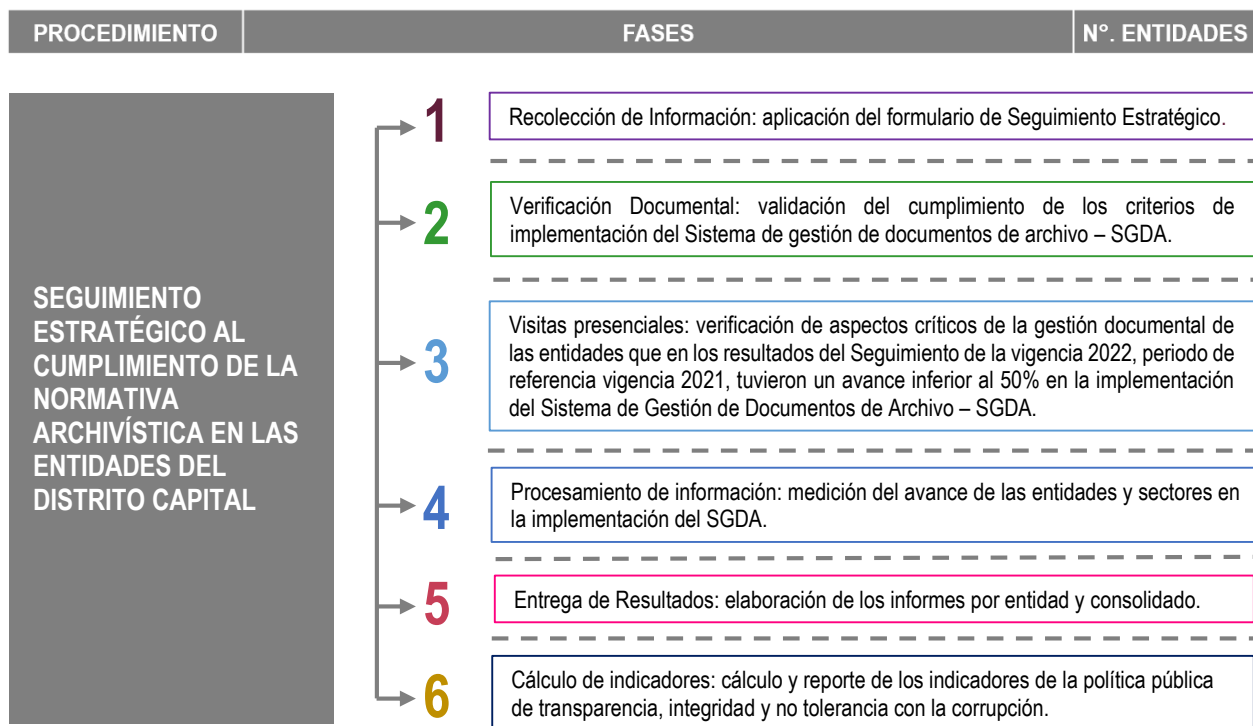 PROCEDIMIENTO FASES N°. ENTIDADES
SEGUIMIENTO
ESTRATÉGICO AL
CUMPLIMIENTO DE LA
NORMATIVA
ARCHIVÍSTICA EN LAS
ENTIDADES DEL
DISTRITO CAPITAL
1
Recolección de Información: aplicación del formulario de Seguimiento Estratégico.
2
Verificación Documental: validación del cumplimiento de los criterios de
implementación del Sistema de gestión de documentos de archivo – SGDA.
3
Visitas presenciales: verificación de aspectos críticos de la gestión documental de
las entidades que en los resultados del Seguimiento de la vigencia 2022, periodo de
referencia vigencia 2021, tuvieron un avance inferior al 50% en la implementación
del Sistema de Gestión de Documentos de Archivo – SGDA.
4
Procesamiento de información: medición del avance de las entidades y sectores en
la implementación del SGDA.
5
Entrega de Resultados: elaboración de los informes por entidad y consolidado.
6
Cálculo de indicadores: cálculo y reporte de los indicadores de la política pública
de transparencia, integridad y no tolerancia con la corrupción.